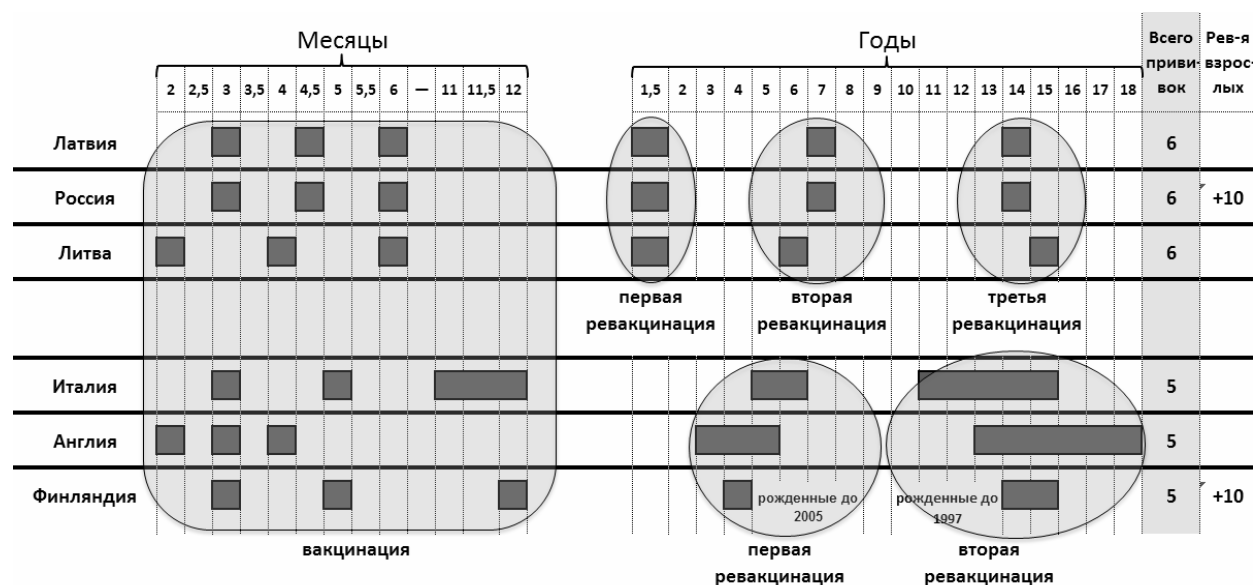 Месяцы Годы Всего Рев-я
приви- взрос-
2 2,5 3 3,5 4 4,5 5 5,5 6 — 11 11,5 12 1,5 2 3 4 5 6 7 8 9 10 11 12 13 14 15 16 17 18 вок лых
Латвия 6
Россия 6 +10
Литва 6
первая вторая третья
ревакцинация ревакцинация ревакцинация
Италия 5
Англия 5
Финляндия рожденные до рожденные до 5 +10
2005 1997
вакцинация первая вторая
ревакцинация ревакцинация